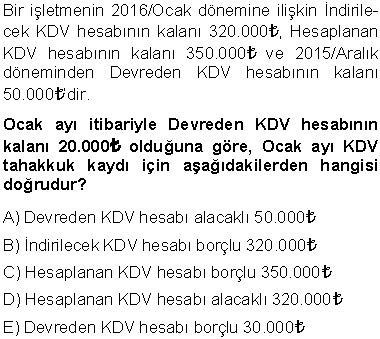 Bir işletmenin 2016/Ocak dönemine ilişkin İndirile-
cek KDV hesabının kalanı 320.000₺, Hesaplanan
KDV hesabının kalanı 350.000₺ ve 2015/Aralık
döneminden Devreden KDV hesabının kalanı
50.000₺'dir.
Ocak ayı itibariyle Devreden KDV hesabının
kalanı 20.000₺ olduğuna göre, Ocak ayı KDV
tahakkuk kaydı için aşağıdakilerden hangisi
doğrudur?
A) Devreden KDV hesabı alacaklı 50.000₺
B) İndirilecek KDV hesabı borçlu 320.000₺
C) Hesaplanan KDV hesabı borçlu 350.000₺
D) Hesaplanan KDV hesabı alacaklı 320.000₺
E) Devreden KDV hesabı borçlu 30.000₺